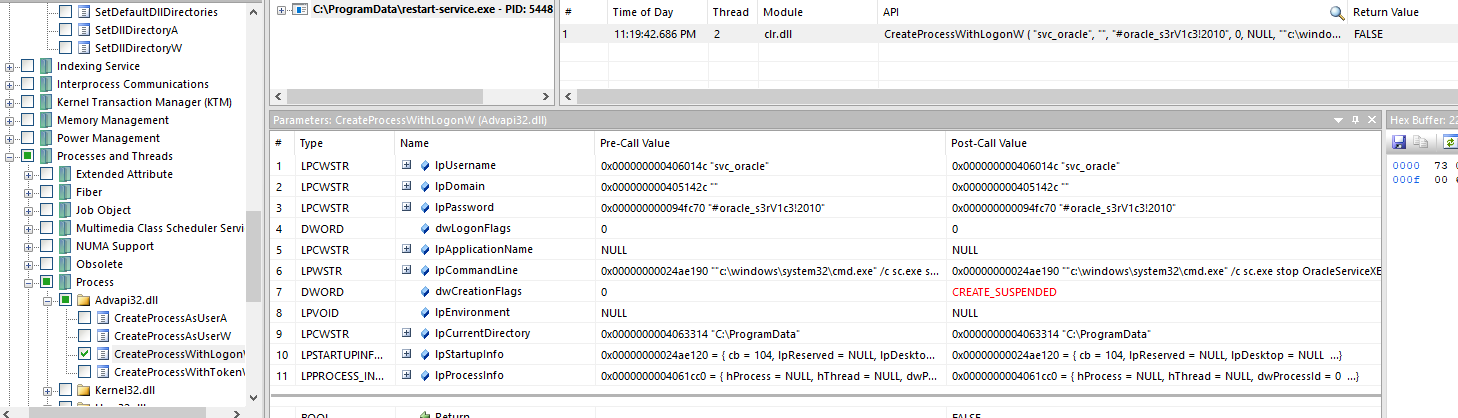 SetDefaultDllDirectories
SetDllDirectoryA
SetDllDirectoryW
Indexing Service
Interprocess Communications
Kernel Transaction Manager (KTM)
Memory Management
Power Management
Processes and Threads
Extended Attribute
Fiber
Job Object
Multimedia Class Scheduler Servi
NUMA Support
Obsolete
Process
Advapi32.dll
CreateProcessAsUserA
CreateProcessAsUserW
CreateProcessWithLogonW
CreateProcessWithTokenW
Kernel32.dll
C:\ProgramData\restart-service.exe - PID: 5448
# Time of Day Thread Module API Return Value
1 11:19:42.686 PM 2 clr.dll CreateProcessWithLogonW ( "svc_oracle", "", "#oracle_s3rV1c3!2010", 0, NULL, ""c:\windo... FALSE
Parameters: CreateProcessWithLogonW (Advapi32.dll)
# Type Name Pre-Call Value Post-Call Value
1 LPCWSTR lpUsername 0x000000000406014c "svc_oracle" 0x000000000406014c "svc_oracle"
2 LPCWSTR lpDomain 0x000000000405142c "" 0x000000000405142c ""
3 LPCWSTR lpPassword 0x000000000094fc70 "#oracle_s3rV1c3!2010" 0x000000000094fc70 "#oracle_s3rV1c3!2010"
4 DWORD dwLogonFlags 0 0
5 LPCWSTR lpApplicationName NULL NULL
6 LPWSTR lpCommandLine 0x00000000024ae190 ""c:\windows\system32\cmd.exe" /c sc.exe s... 0x00000000024ae190 ""c:\windows\system32\cmd.exe" /c sc.exe stop OracleServiceXE
7 DWORD dwCreationFlags 0 CREATE_SUSPENDED
8 LPVOID lpEnvironment NULL NULL
9 LPCWSTR lpCurrentDirectory 0x0000000004063314 "C:\ProgramData" 0x0000000004063314 "C:\ProgramData"
10 LPSTARTUPINF... lpStartupInfo 0x00000000024ae120 = { cb = 104, lpReserved = NULL, lpDeskto... 0x00000000024ae120 = { cb = 104, lpReserved = NULL, lpDesktop = NULL ...}
11 LPPROCESS_IN... lpProcessInfo 0x0000000004061cc0 = { hProcess = NULL, hThread = NULL, dwP... 0x0000000004061cc0 = { hProcess = NULL, hThread = NULL, dwProcessId = 0 ...}
BOOL Return FALSE
Hex Buffer: 22
0000 73 0
000f 00 6